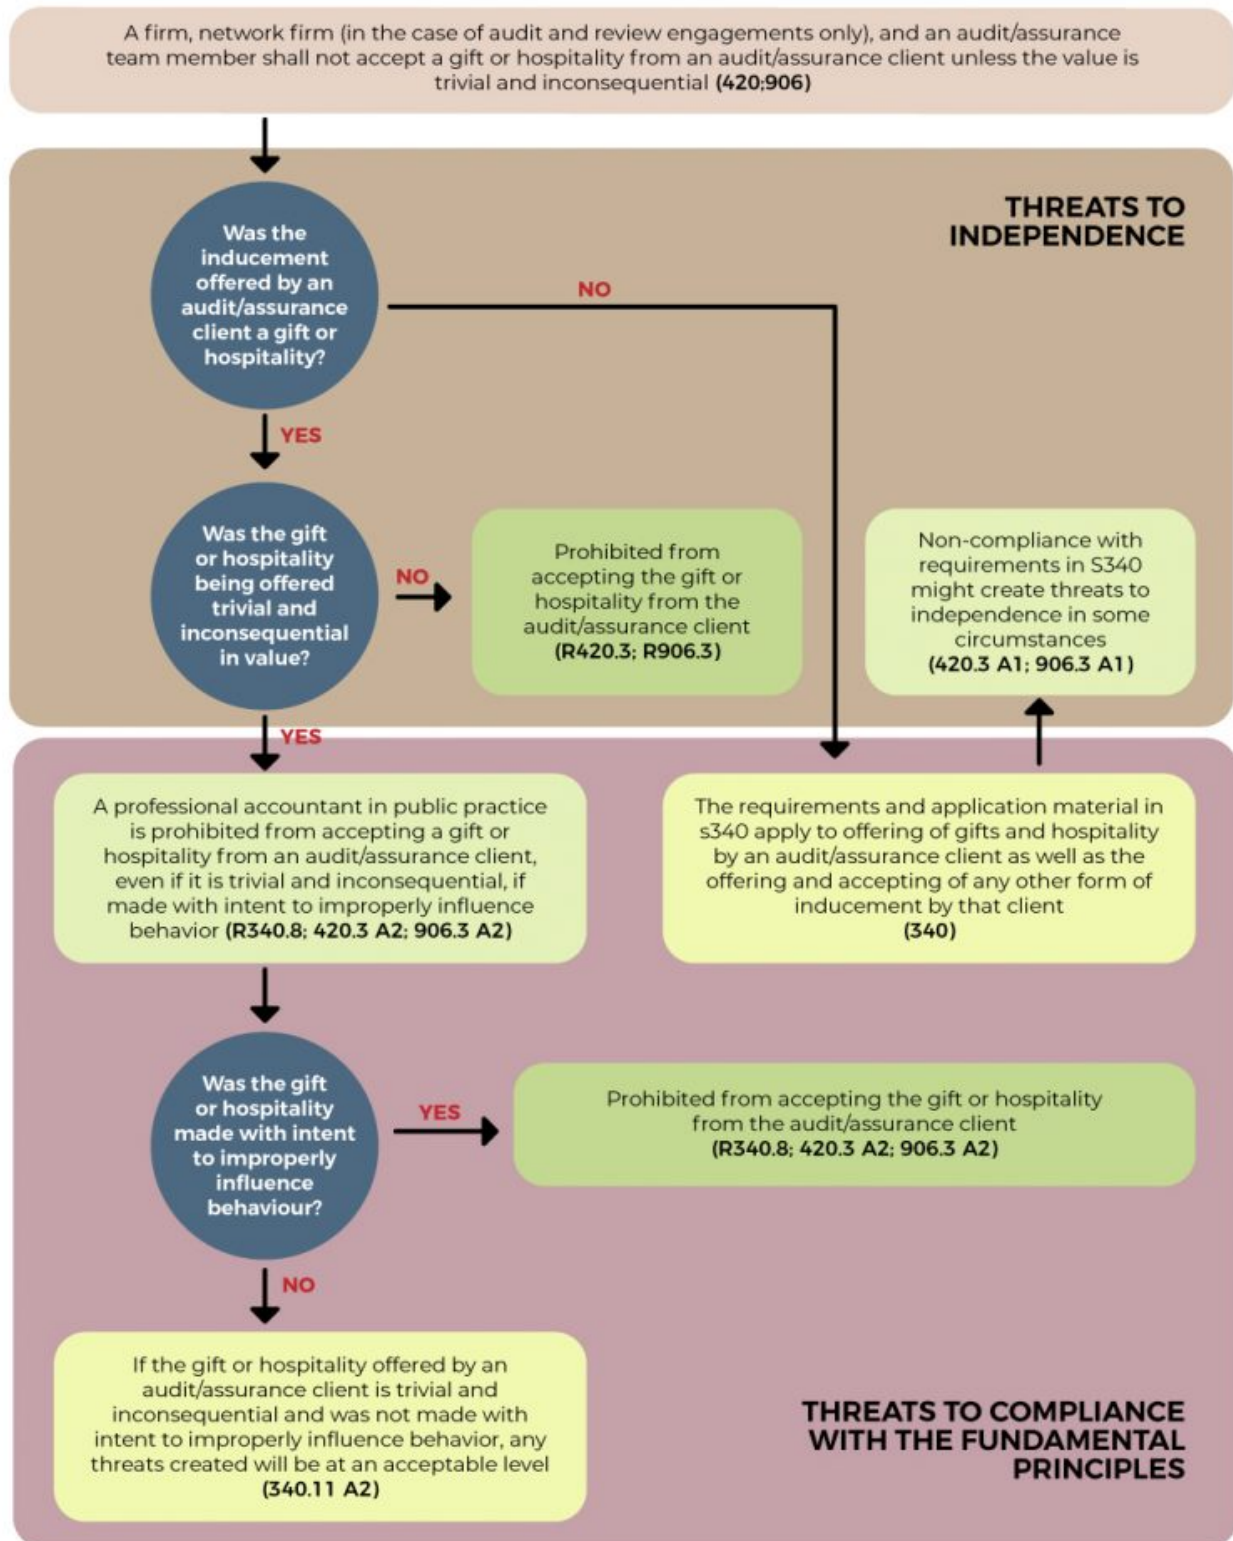 A firm, network firm (in the case of audit and review engagements only), and an audit/assurance
team member shall not accept a gift or hospitality from an audit/assurance client unless the value is
trivial and inconsequential (420;906)
THREATS TO
INDEPENDENCE
Was the
inducement
offered by an
audit/assurance
client a gift or
hospitality?
NO
YES
Was the gift
or hospitality
being offered
trivial and
inconsequential
in value?
NO
Prohibited from
accepting the gift or
hospitality from the
audit/assurance client
(R420.3; R906.3)
Non-compliance with
requirements in S340
might create threats to
independence in some
circumstances
(420.3 A1; 906.3 A1)
YES
A professional accountant in public practice
is prohibited from accepting a gift or
hospitality from an audit/assurance client,
even if it is trivial and inconsequential, if
made with intent to improperly influence
behavior (R340.8; 420.3 A2; 906.3 A2)
The requirements and application material in
s340 apply to offering of gifts and hospitality
by an audit/assurance client as well as the
offering and accepting of any other form of
inducement by that client
(340)
Was the gift
or hospitality
made with intent
to improperly
influence
behaviour?
YES
Prohibited from accepting the gift or hospitality
from the audit/assurance client
(R340.8; 420.3 A2; 906.3 A2)
NO
If the gift or hospitality offered by an
audit/assurance client is trivial and
inconsequential and was not made with
intent to improperly influence behavior, any
threats created will be at an acceptable level
(340.11 A2)
THREATS TO COMPLIANCE
WITH THE FUNDAMENTAL
PRINCIPLES